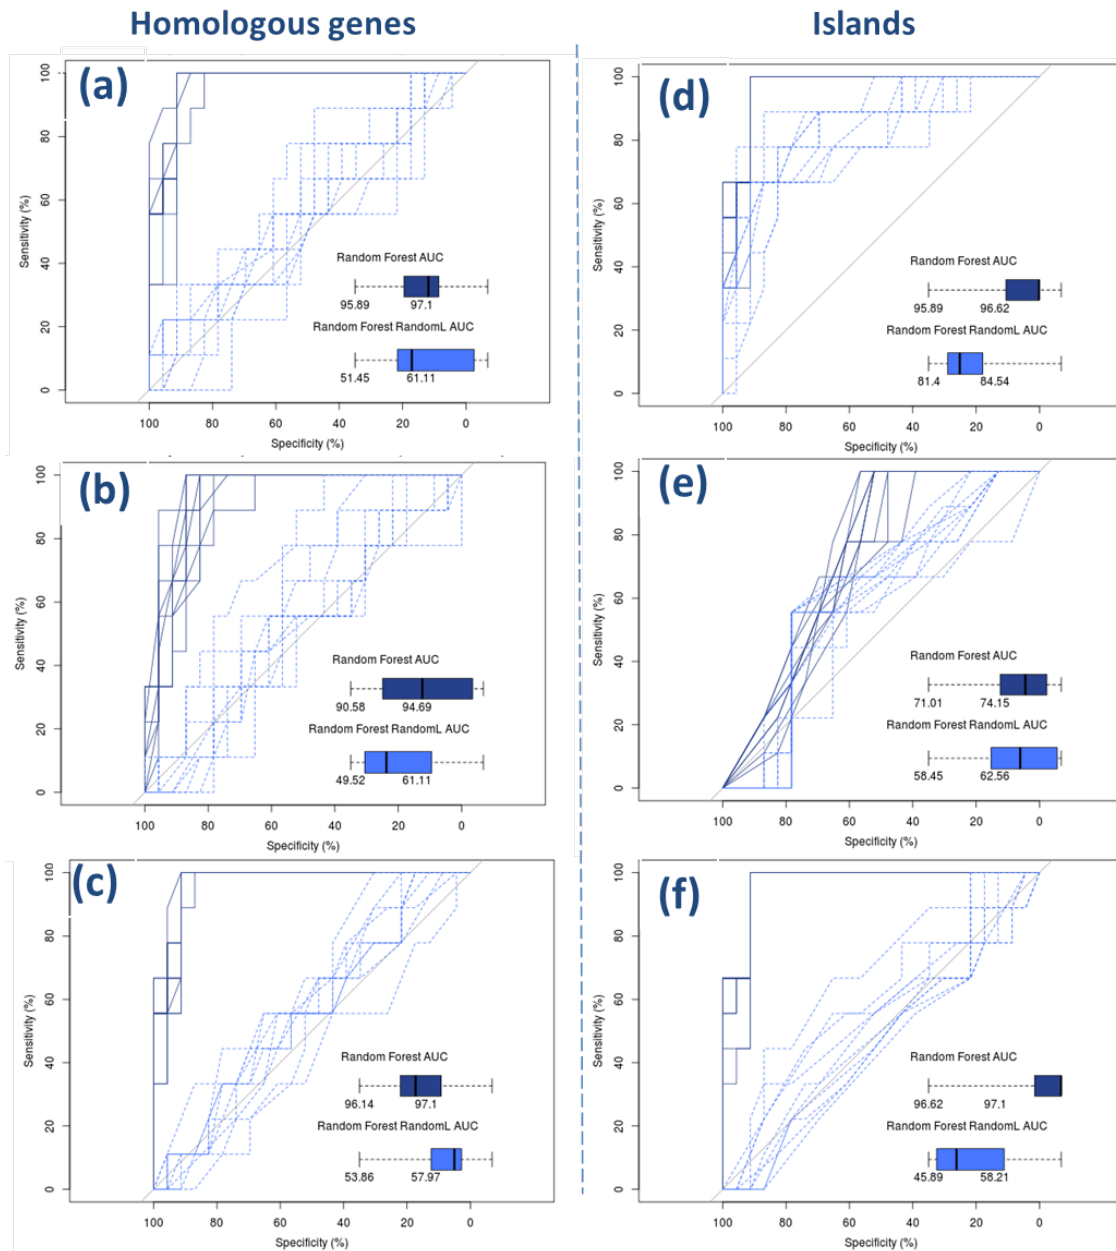 Homologous genes
Islands
(a)
Sensitivity (%)
100
80
60
40
20
0
Random Forest AUC
95.89 97.1
Random Forest RandomL AUC
51.45 61.11
100 80 60 40 20 0
Specificity (%)
(d)
Sensitivity (%)
100
80
60
40
20
0
Random Forest AUC
95.89 96.62
Random Forest RandomL AUC
81.4 84.54
100 80 60 40 20 0
Specificity (%)
(b)
Sensitivity (%)
100
80
60
40
20
0
Random Forest AUC
90.58 94.69
Random Forest RandomL AUC
49.52 61.11
100 80 60 40 20 0
Specificity (%)
(e)
Sensitivity (%)
100
80
60
40
20
0
Random Forest AUC
71.01 74.15
Random Forest RandomL AUC
58.45 62.56
100 80 60 40 20 0
Specificity (%)
(c)
Sensitivity (%)
100
80
60
40
20
0
Random Forest AUC
96.14 97.1
Random Forest RandomL AUC
53.86 57.97
100 80 60 40 20 0
Specificity (%)
(f)
Sensitivity (%)
100
80
60
40
20
0
Random Forest AUC
96.62 97.1
Random Forest RandomL AUC
45.89 58.21
100 80 60 40 20 0
Specificity (%)